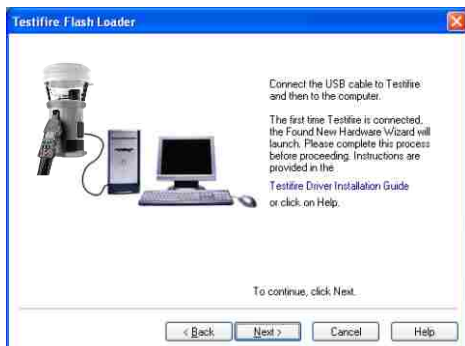 Testifire Flash Loader
Connect the USB cable to Testifire
and then to the computer.
The first time Testifire is connected,
the Found New Hardware Wizard will
launch. Please complete this process
before proceeding. Instructions are
provided in the
Testifire Driver Installation Guide
or click on Help.
To continue, click Next.
< Back
Next >
Cancel
Help